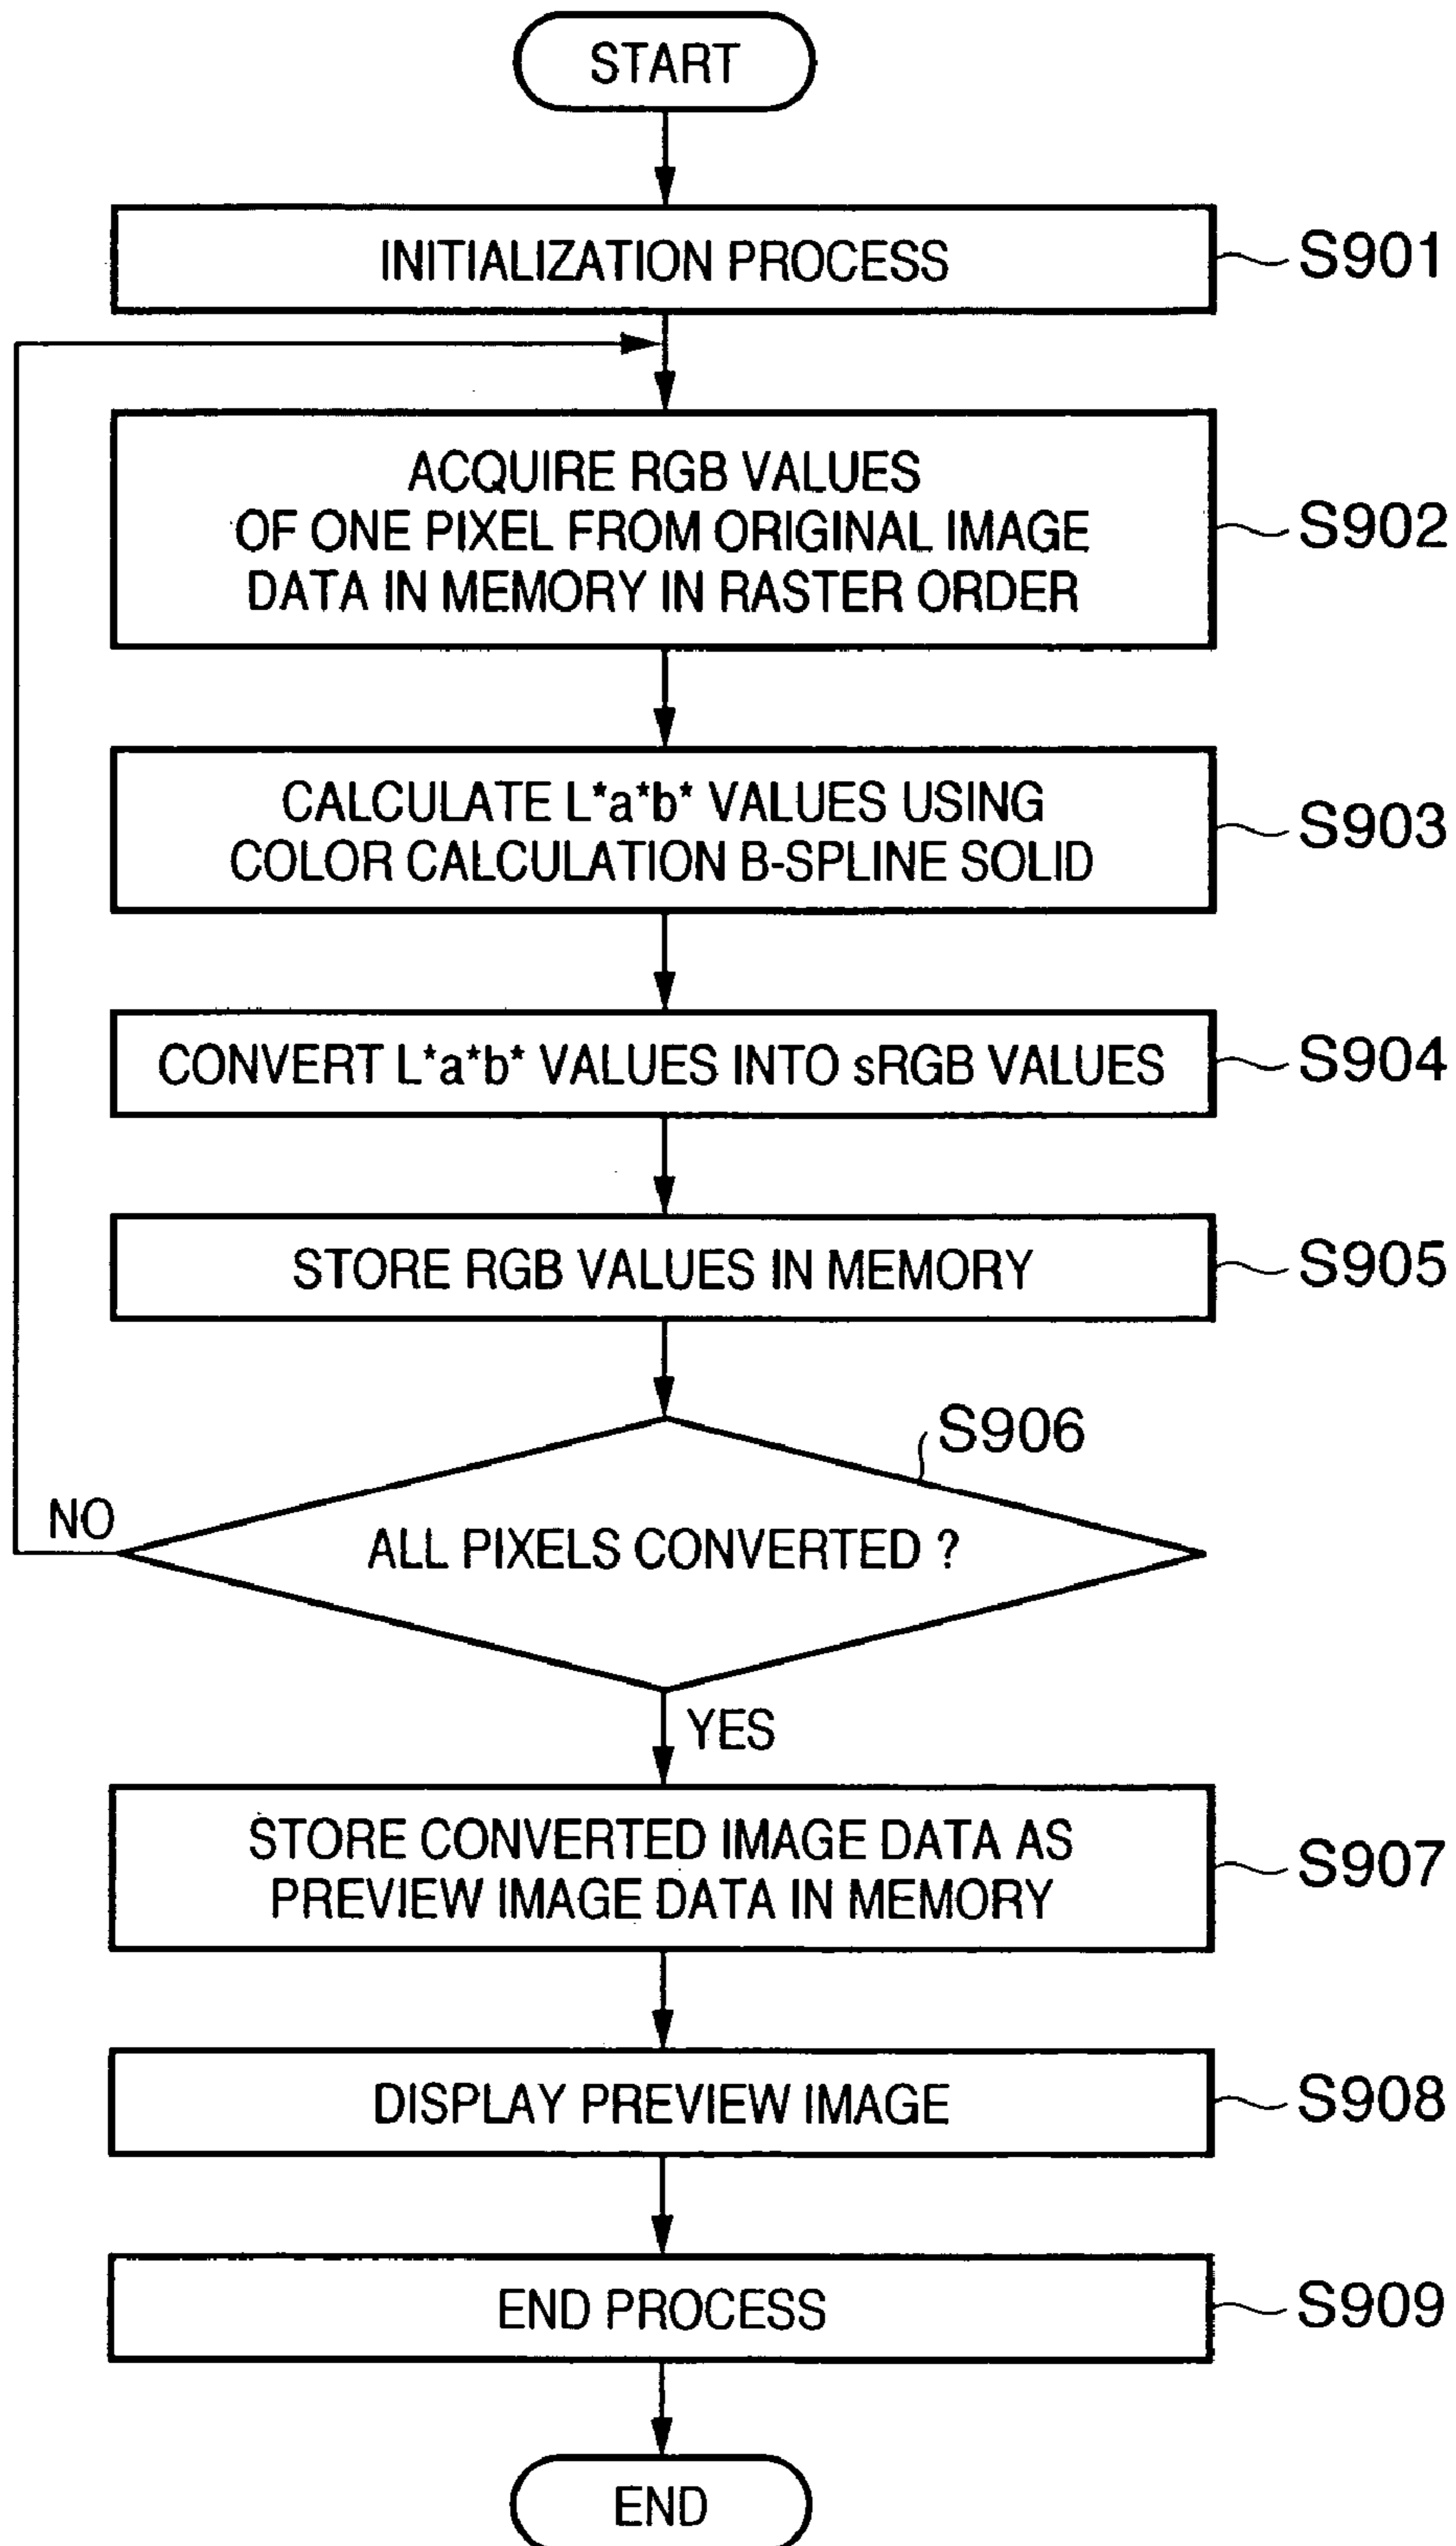 START
INITIALIZATION PROCESS
S901
ACQUIRE RGB VALUES
OF ONE PIXEL FROM ORIGINAL IMAGE
DATA IN MEMORY IN RASTER ORDER
S902
CALCULATE L*a*b* VALUES USING
COLOR CALCULATION B-SPLINE SOLID
S903
CONVERT L*a*b* VALUES INTO sRGB VALUES
S904
STORE RGB VALUES IN MEMORY
S905
S906
NO
ALL PIXELS CONVERTED ?
YES
STORE CONVERTED IMAGE DATA AS
PREVIEW IMAGE DATA IN MEMORY
S907
DISPLAY PREVIEW IMAGE
S908
END PROCESS
S909
END